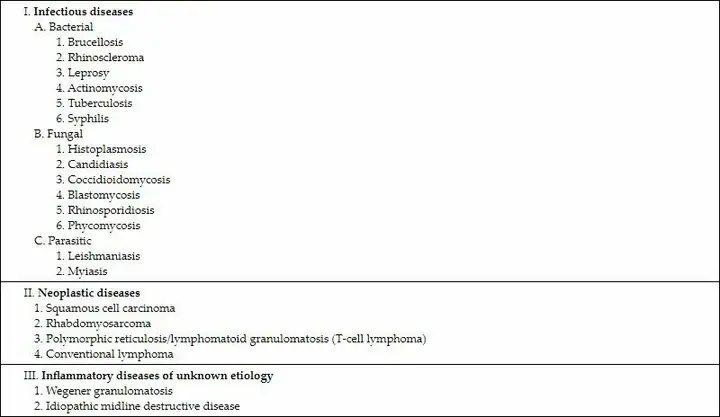 I. Infectious diseases
A. Bacterial
1. Brucellosis
2. Rhinoscleroma
3. Leprosy
4. Actinomycosis
5. Tuberculosis
6. Syphilis
B. Fungal
1. Histoplasmosis
2. Candidiasis
3. Coccidioidomycosis
4. Blastomycosis
5. Rhinosporidiosis
6. Phycomycosis
C. Parasitic
1. Leishmaniasis
2. Myiasis
II. Neoplastic diseases
1. Squamous cell carcinoma
2. Rhabdomyosarcoma
3. Polymorphic reticulosis/lymphomatoid granulomatosis (T-cell lymphoma)
4. Conventional lymphoma
III. Inflammatory diseases of unknown etiology
1. Wegener granulomatosis
2. Idiopathic midline destructive disease